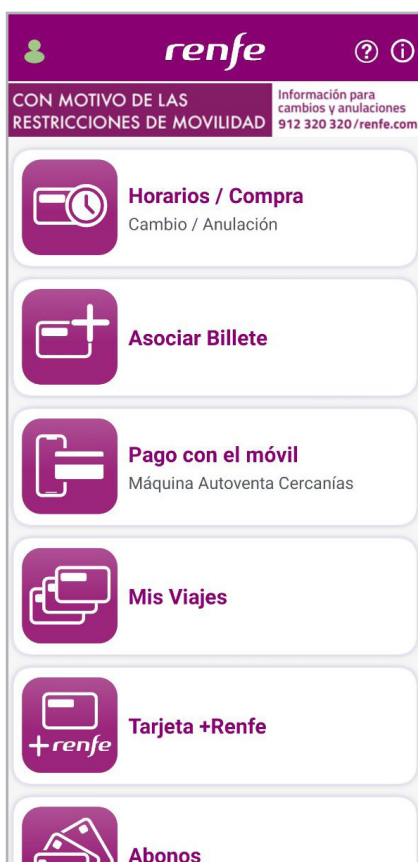 renfe
CON MOTIVO DE LAS
RESTRICCIONES DE MOVILIDAD
Información para
cambios y anulaciones
912 320 320/renfe.com
Horarios / Compra
Cambio / Anulación
Asociar Billete
Pago con el móvil
Máquina Autoventa Cercanías
Mis Viajes
+renfe
Tarjeta +Renfe
Abonos